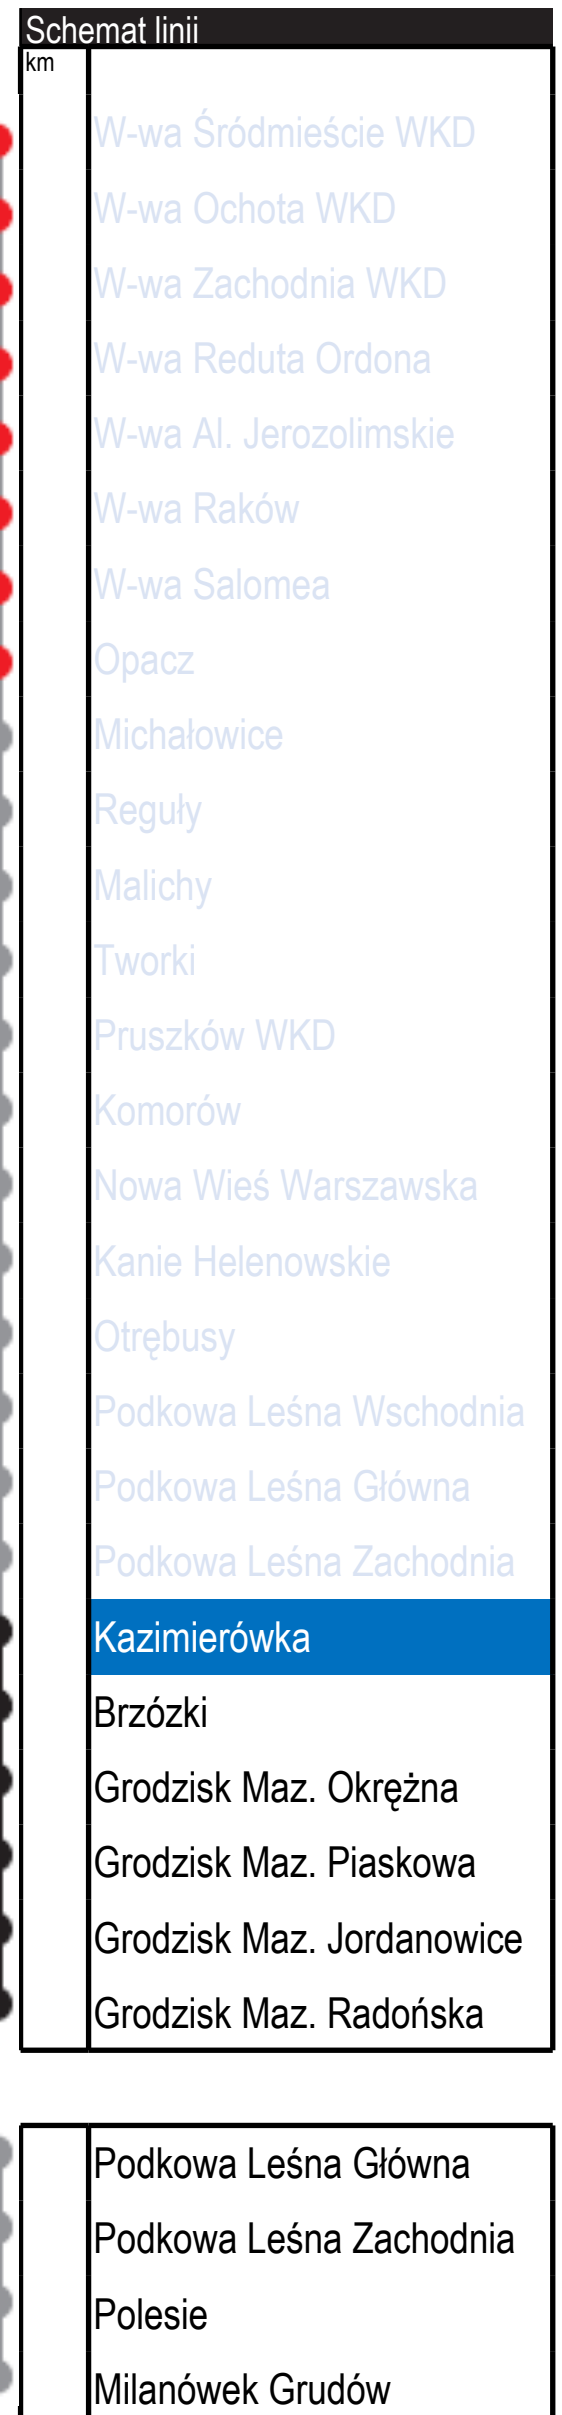 Schemat linii
km
W-wa Śródmieście WKD
W-wa Ochota WKD
W-wa Zachodnia WKD
W-wa Reduta Ordona
W-wa Al. Jerozolimskie
W-wa Raków
W-wa Salomea
Opacz
Michałowice
Reguły
Malichy
Tworki
Pruszków WKD
Komorów
Nowa Wieś Warszawska
Kanie Helenowskie
Otrębusy
Podkowa Leśna Wschodnia
Podkowa Leśna Główna
Podkowa Leśna Zachodnia
Kazimierówka
Brzózki
Grodzisk Maz. Okrężna
Grodzisk Maz. Piaskowa
Grodzisk Maz. Jordanowice
Grodzisk Maz. Radońska
Podkowa Leśna Główna
Podkowa Leśna Zachodnia
Polesie
Milanówek Grudów